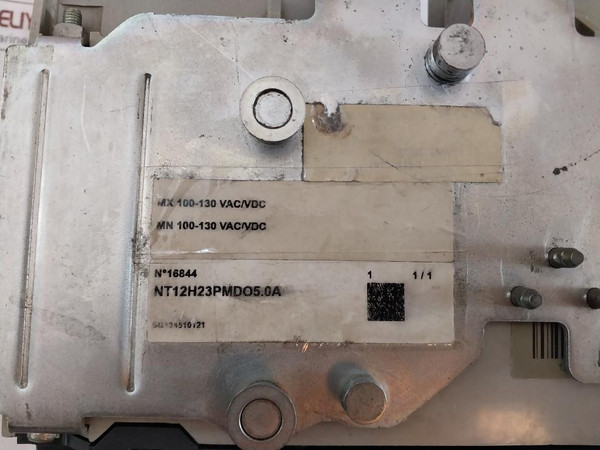 MX 100-130 VAC/VDC
MN 100-130 VAC/VDC
N°16844 1 1/1
NT12H23PMDO5.0A